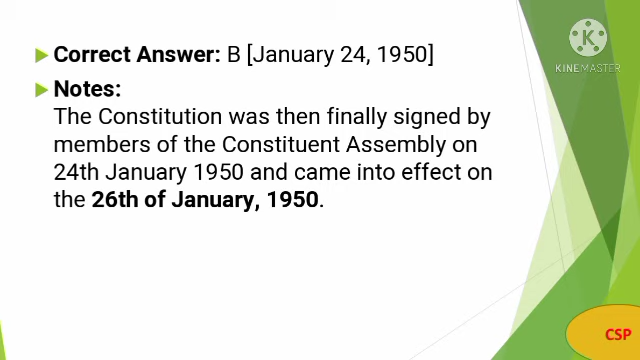 Correct Answer: B [January 24, 1950]
Notes:
The Constitution was then finally signed by
members of the Constituent Assembly on
24th January 1950 and came into effect on
the 26th of January, 1950.
K
KINEMASTER
CSP